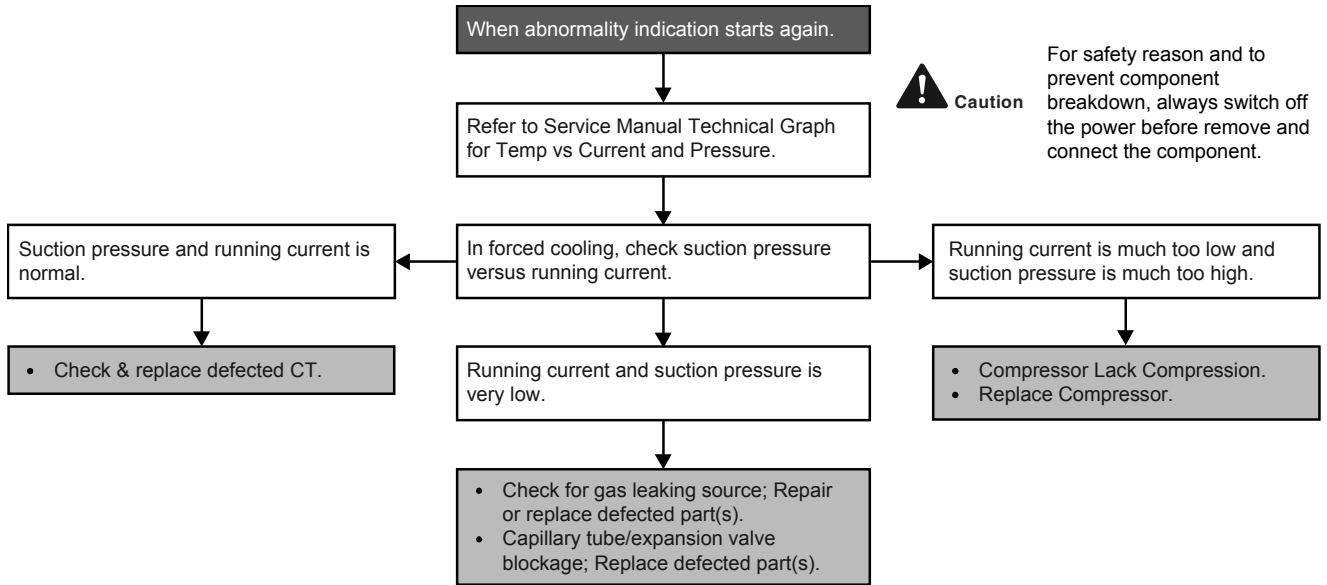 When abnormality indication starts again.
Caution
For safety reason and to
prevent component
breakdown, always switch off
the power before remove and
connect the component.
Refer to Service Manual Technical Graph
for Temp vs Current and Pressure.
Suction pressure and running current is
normal.
In forced cooling, check suction pressure
versus running current.
Running current is much too low and
suction pressure is much too high.
• Check & replace defected CT.
Running current and suction pressure is
very low.
• Compressor Lack Compression.
• Replace Compressor.
• Check for gas leaking source; Repair
or replace defected part(s).
• Capillary tube/expansion valve
blockage; Replace defected part(s).